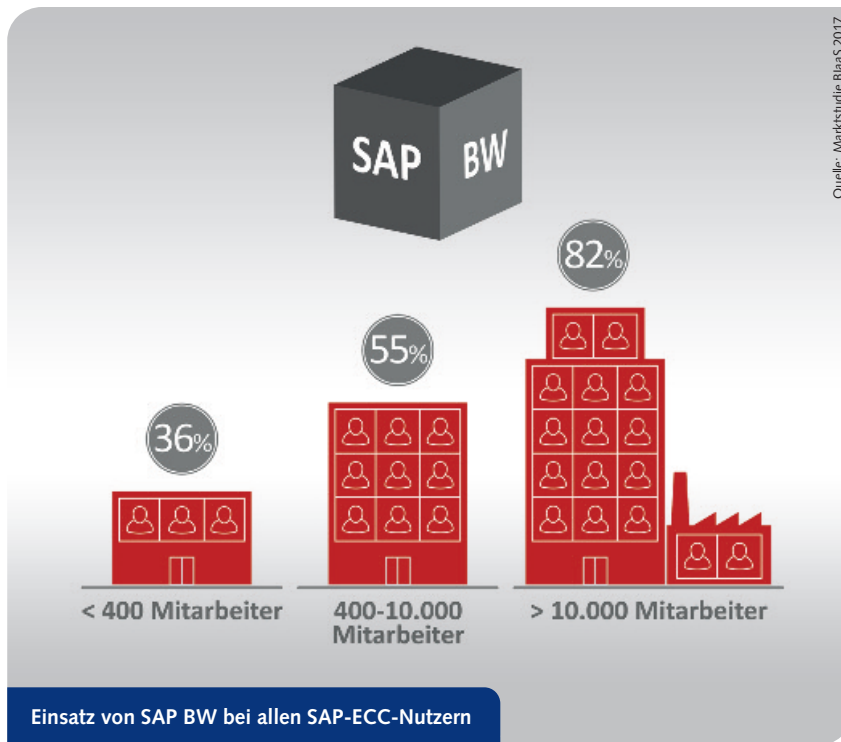 Quelle: Marktstudie BIaaS 2017
SAP BW
82%
55%
36%
< 400 Mitarbeiter
400-10.000
Mitarbeiter
> 10.000 Mitarbeiter
Einsatz von SAP BW bei allen SAP-ECC-Nutzern